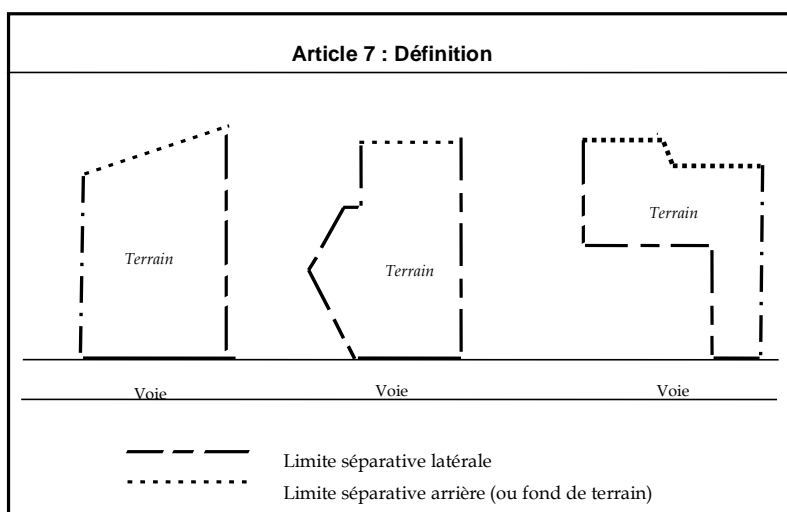 Article 7 : Définition
Terrain
Terrain
Terrain
Voie
Voie
Voie
Limite séparative latérale
Limite séparative arrière (ou fond de terrain)